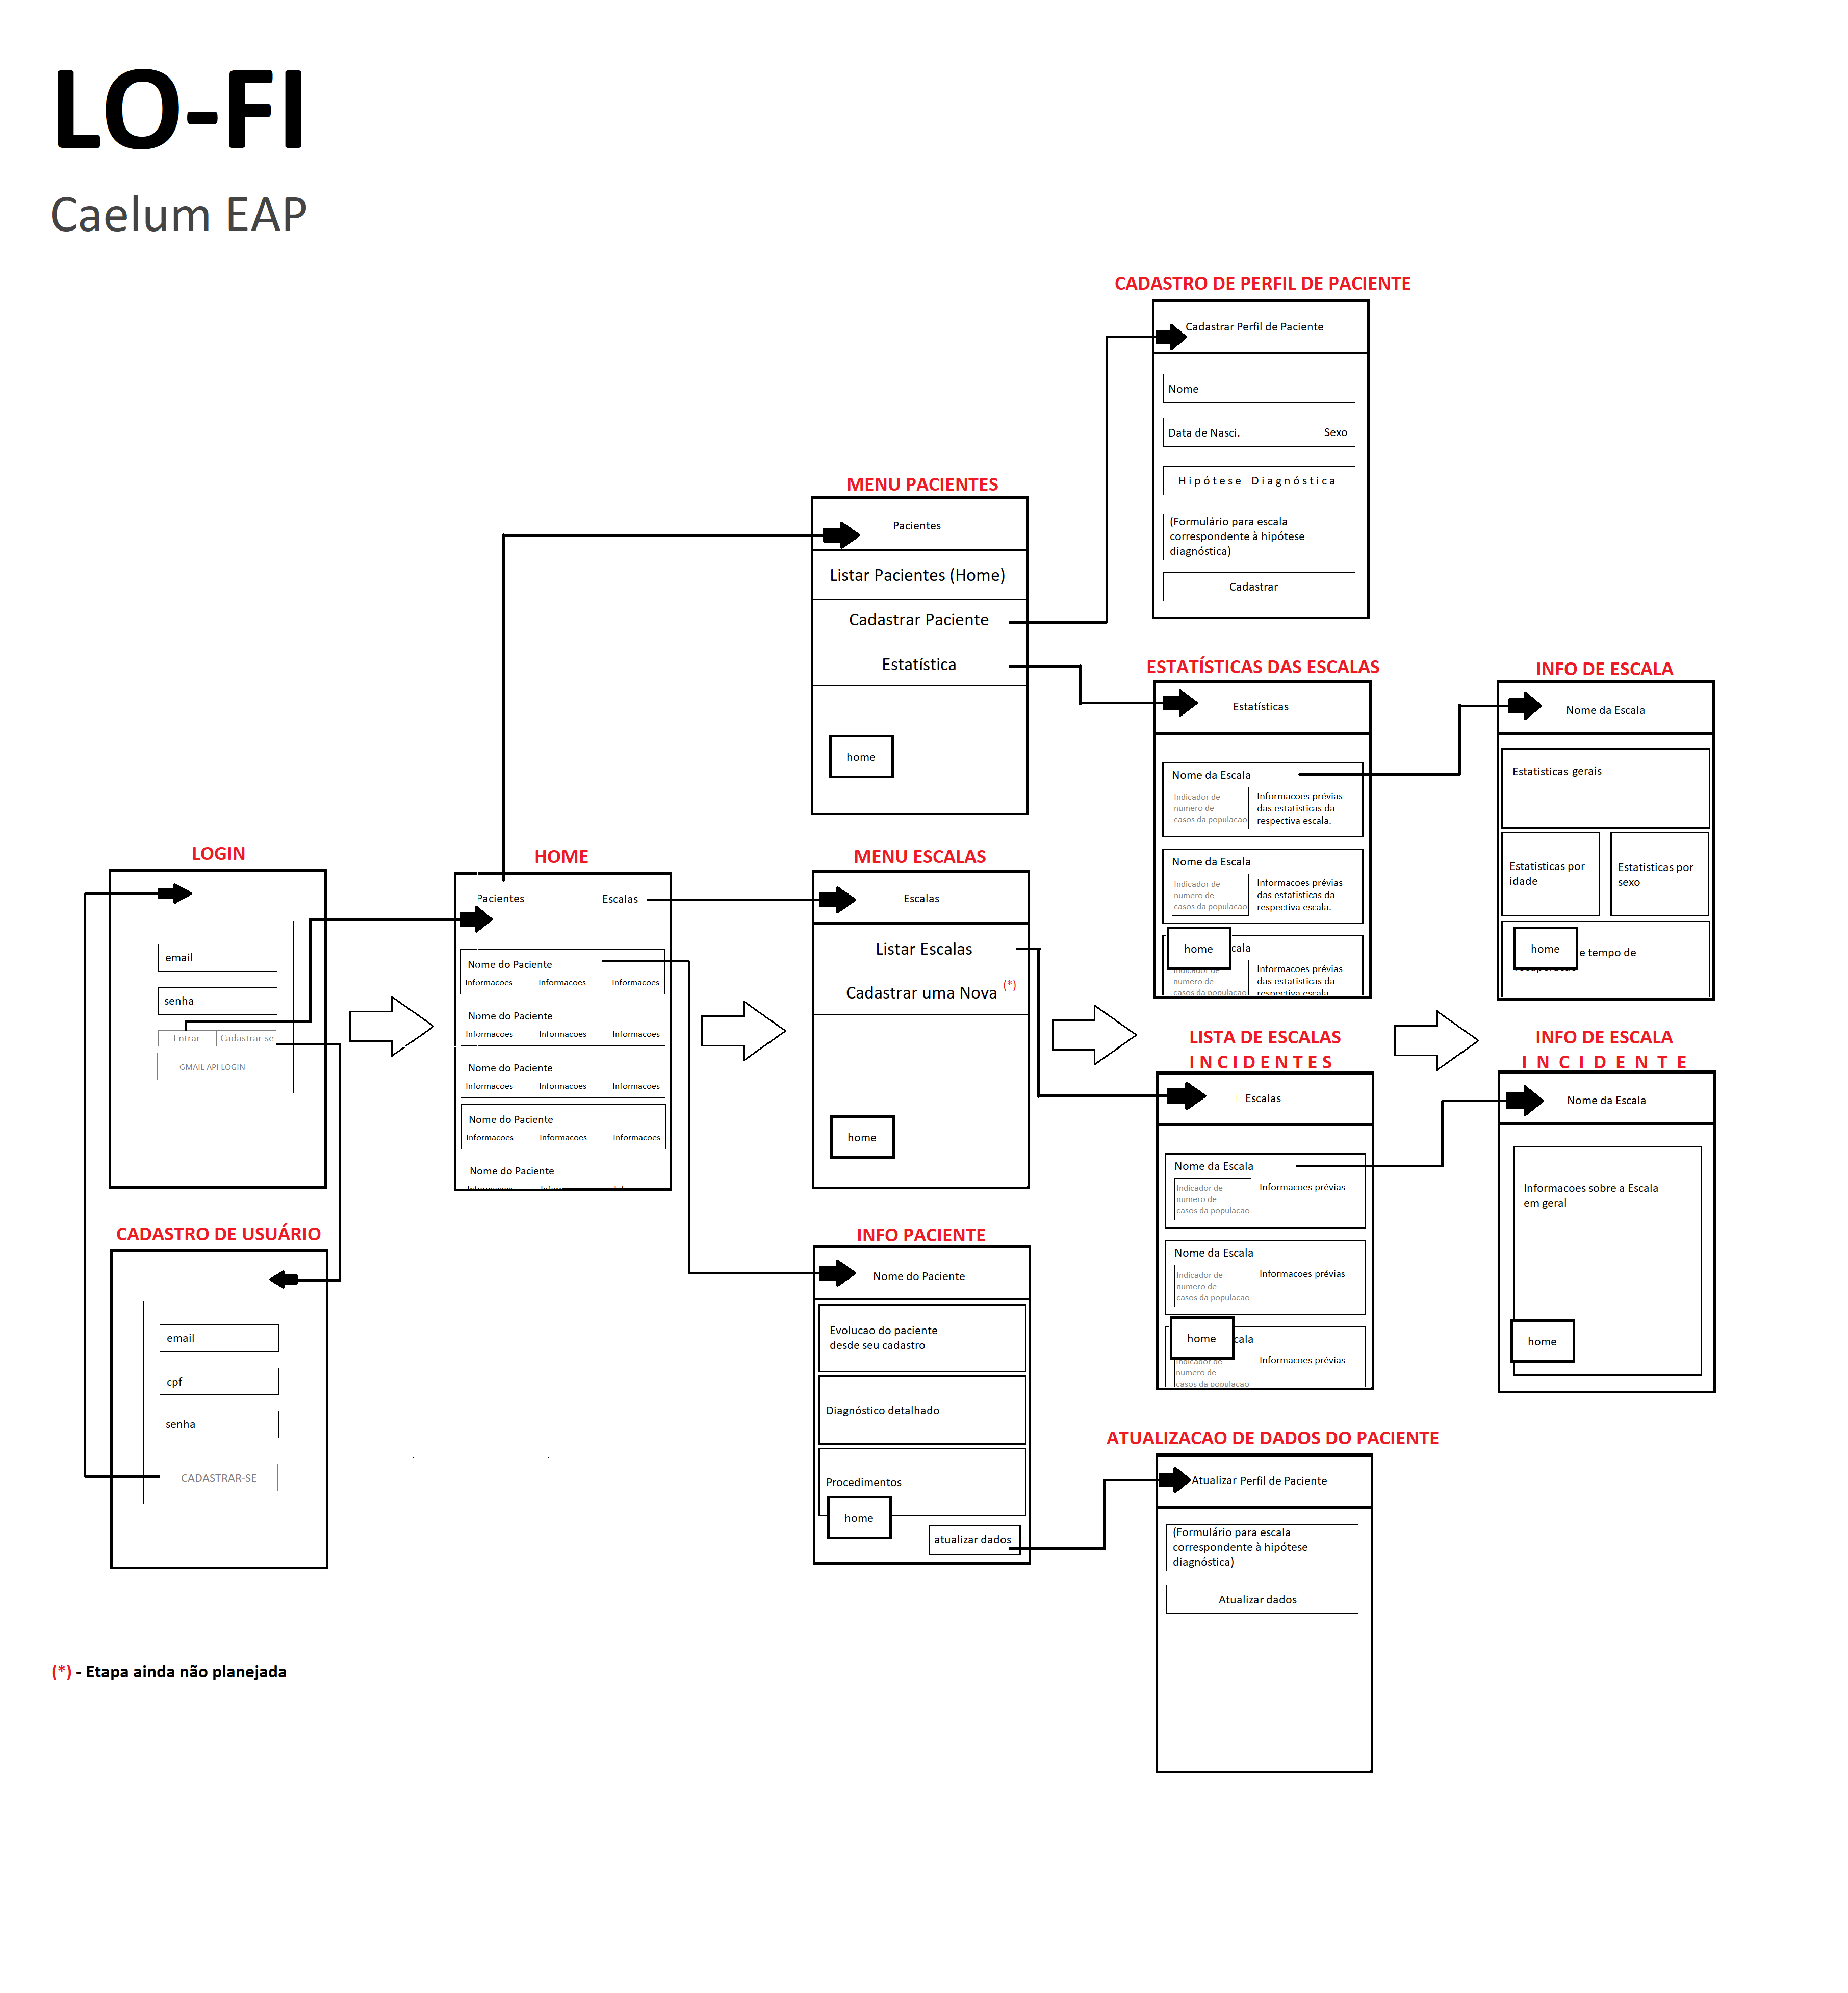 LO-FI
Caelum EAP
CADASTRO DE PERFIL DE PACIENTE
Cadastrar Perfil de Paciente
Nome
Data de Nasci.
Sexo
Hipótese Diagnóstica
(Formulário para escala
correspondente à hipótese
diagnóstica)
Cadastrar
MENU PACIENTES
Pacientes
Listar Pacientes (Home)
Cadastrar Paciente
Estatística
home
ESTATÍSTICAS DAS ESCALAS
Estatísticas
Nome da Escala
Indicador de
numero de
casos da populacao
Informacoes prévias
das estatisticas da
respectiva escala.
Nome da Escala
Indicador de
numero de
casos da populacao
Informacoes prévias
das estatisticas da
respectiva escala.
home
cala
Indicador de
numero de
casos da populacao
Informacoes prévias
das estatisticas da
respectiva escala
INFO DE ESCALA
Nome da Escala
Estatisticas gerais
Estatisticas por
idade
Estatisticas por
sexo
home
e tempo de
LOGIN
email
senha
Entrar
Cadastrar-se
GMAIL API LOGIN
HOME
Pacientes
Escalas
Nome do Paciente
Informacoes Informacoes Informacoes
Nome do Paciente
Informacoes Informacoes Informacoes
Nome do Paciente
Informacoes Informacoes Informacoes
Nome do Paciente
Informacoes Informacoes Informacoes
Nome do Paciente
Informacoes Informacoes Informacoes
MENU ESCALAS
Escalas
Listar Escalas
Cadastrar uma Nova (*)
home
LISTA DE ESCALAS
INCIDENTES
Escalas
Nome da Escala
Indicador de
numero de
casos da populacao
Informacoes prévias
Nome da Escala
Indicador de
numero de
casos da populacao
Informacoes prévias
home
cala
Indicador de
numero de
casos da populacao
Informacoes prévias
INFO DE ESCALA
INCIDENTE
Nome da Escala
Informacoes sobre a Escala
em geral
home
CADASTRO DE USUÁRIO
email
cpf
senha
CADASTRAR-SE
INFO PACIENTE
Nome do Paciente
Evolucao do paciente
desde seu cadastro
Diagnóstico detalhado
Procedimentos
home
atualizar dados
ATUALIZACAO DE DADOS DO PACIENTE
Atualizar Perfil de Paciente
(Formulário para escala
correspondente à hipótese
diagnóstica)
Atualizar dados
(*) - Etapa ainda não planejada